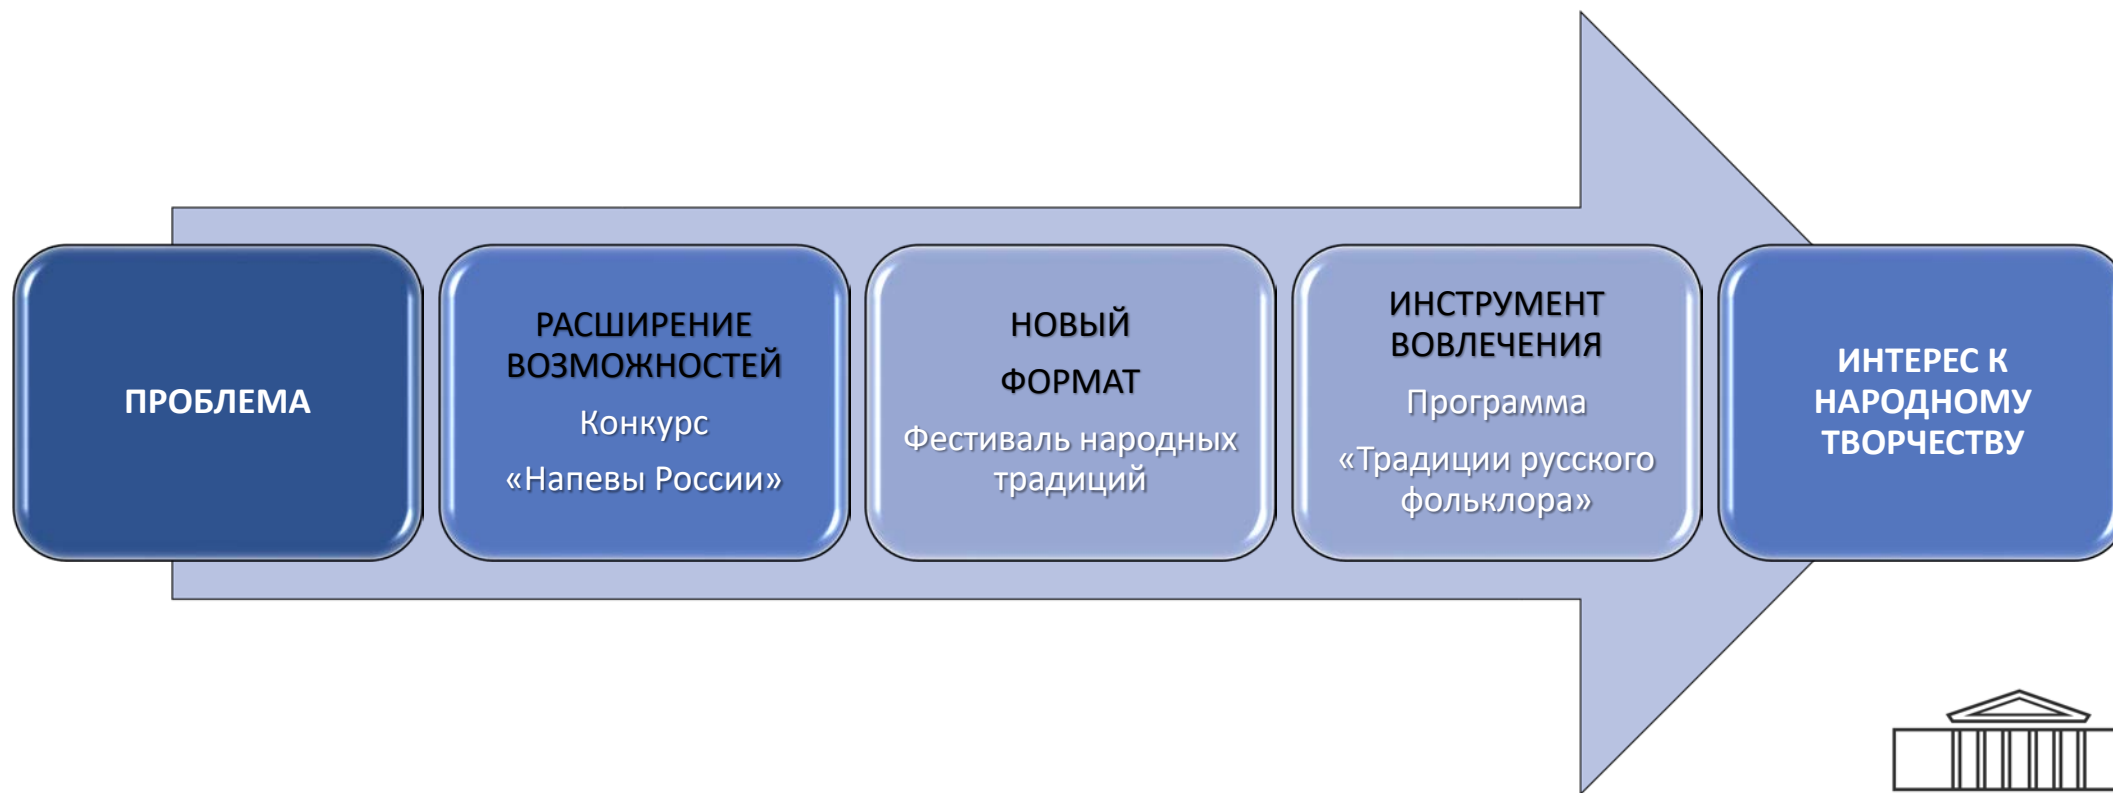 ПРОБЛЕМА
РАСШИРЕНИЕ
ВОЗМОЖНОСТЕЙ
Конкурс
«Напевы России»
НОВЫЙ
ФОРМАТ
Фестиваль народных
традиций
ИНСТРУМЕНТ
ВОВЛЕЧЕНИЯ
Программа
«Традиции русского
фольклора»
ИНТЕРЕС К
НАРОДНОМУ
ТВОРЧЕСТВУ